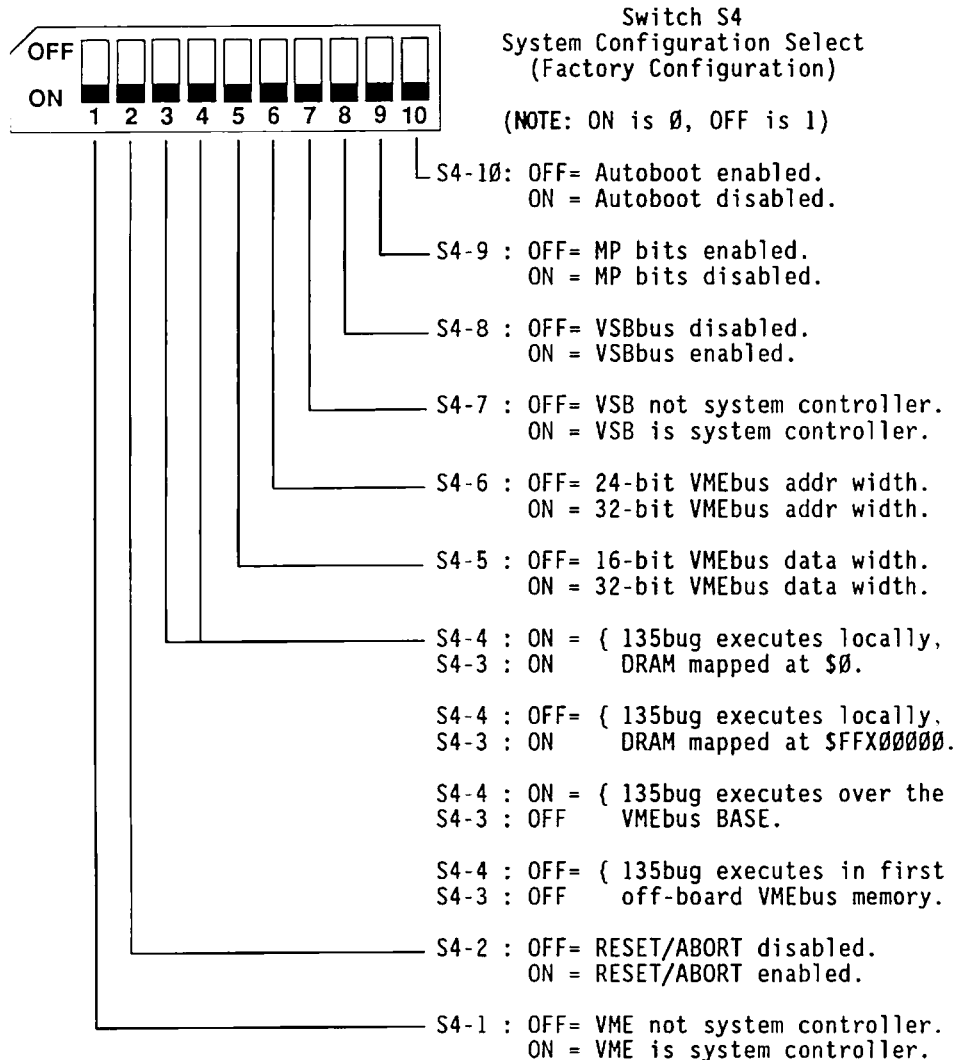 Switch S4
System Configuration Select
(Factory Configuration)
(NOTE: ON is Ø, OFF is 1)
OFF
ON
1 2 3 4 5 6 7 8 9 10
S4-1Ø: OFF= Autoboot enabled.
ON = Autoboot disabled.
S4-9 : OFF= MP bits enabled.
ON = MP bits disabled.
S4-8 : OFF= VSBbus disabled.
ON = VSBbus enabled.
S4-7 : OFF= VSB not system controller.
ON = VSB is system controller.
S4-6 : OFF= 24-bit VMEbus addr width.
ON = 32-bit VMEbus addr width.
S4-5 : OFF= 16-bit VMEbus data width.
ON = 32-bit VMEbus data width.
S4-4 : ON = { 135bug executes locally,
S4-3 : ON DRAM mapped at $Ø.
S4-4 : OFF= { 135bug executes locally,
S4-3 : ON DRAM mapped at $FFXØØØØØ.
S4-4 : ON = { 135bug executes over the
S4-3 : OFF VMEbus BASE.
S4-4 : OFF= { 135bug executes in first
S4-3 : OFF off-board VMEbus memory.
S4-2 : OFF= RESET/ABORT disabled.
ON = RESET/ABORT enabled.
S4-1 : OFF= VME not system controller.
ON = VME is system controller.